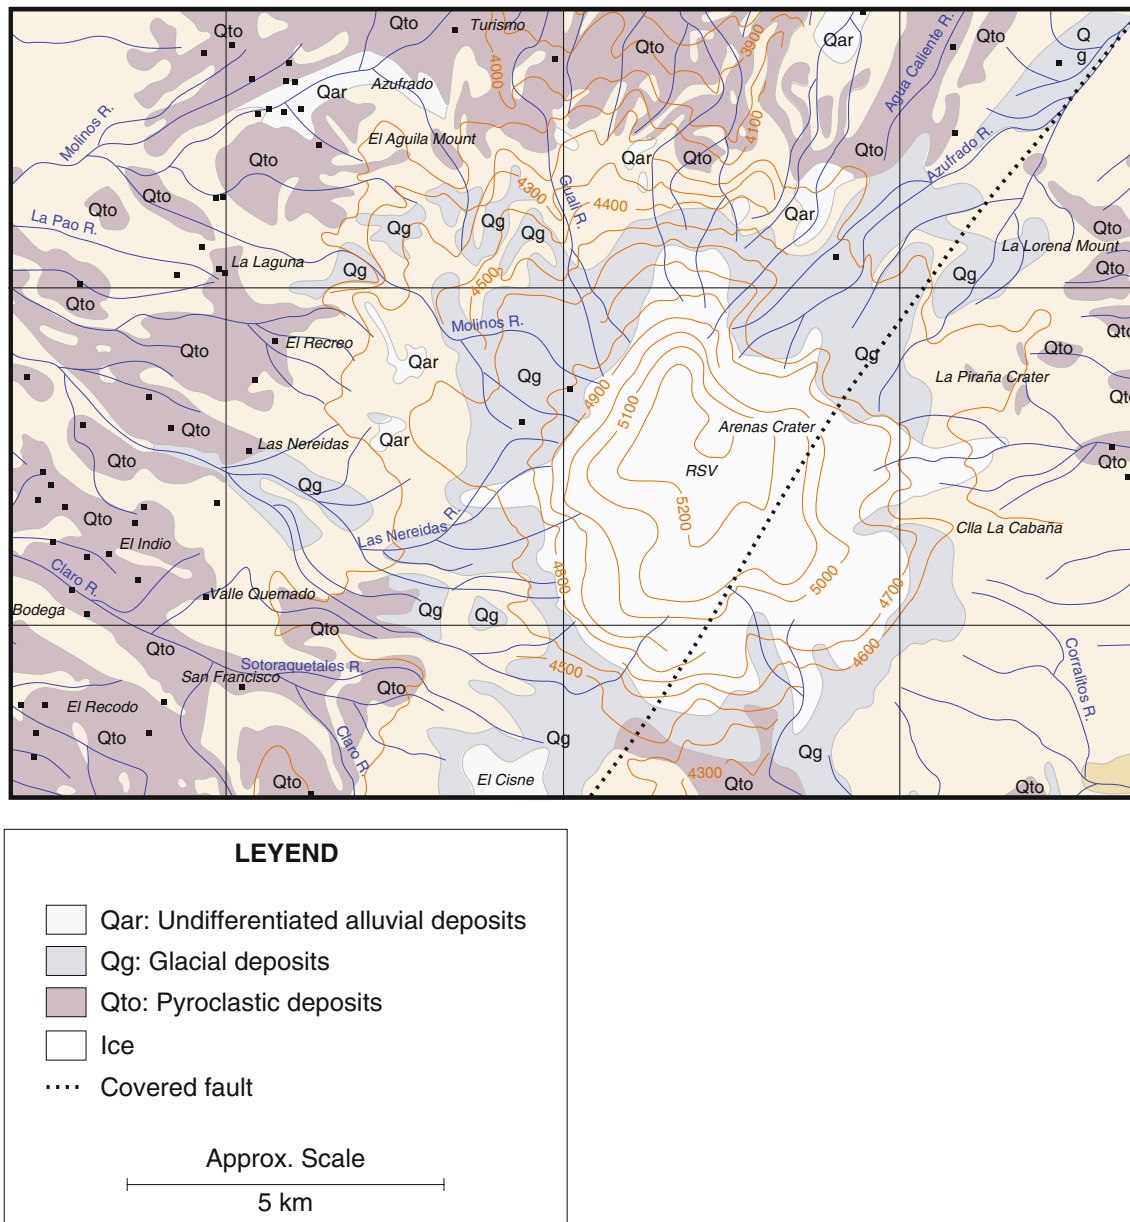 Qto
Qto
Turismo
Qto
3900
Qar
Agua Caliente R.
Qto
Q
g
4000
Qar
Azufrado
Molinos R.
El Aguila Mount
4100
Qto
Qar
Qto
Qto
Azufrado R.
Qto
Guali R.
4300
4400
Qto
La Pao R.
Qg
Qg
Qg
Qar
Qto
La Lorena Mount
La Laguna
Qg
4500
Qg
Qto
Qto
Molinos R.
Qto
El Recreo
Qto
Qar
Qg
Qg
Qto
La Piraña Crater
4900
5100
Qto
Qto
Las Nereidas
Qar
Arenas Crater
Qto
RSV
Qto
Qg
5200
Qto
El Indio
Las Nereidas R.
Clla La Cabaña
Claro R.
4800
5000
4700
Bodega
Valle Quemado
Qg
Qg
Qto
Qto
4600
Sotoraquetales R.
4500
San Francisco
Qto
Corralitos R.
El Recodo
Qto
Claro R.
Qg
Qg
Qto
El Cisne
4300
Qto
Qto
LEYEND
Qar: Undifferentiated alluvial deposits
Qg: Glacial deposits
Qto: Pyroclastic deposits
Ice
Covered fault
Approx. Scale
5 km